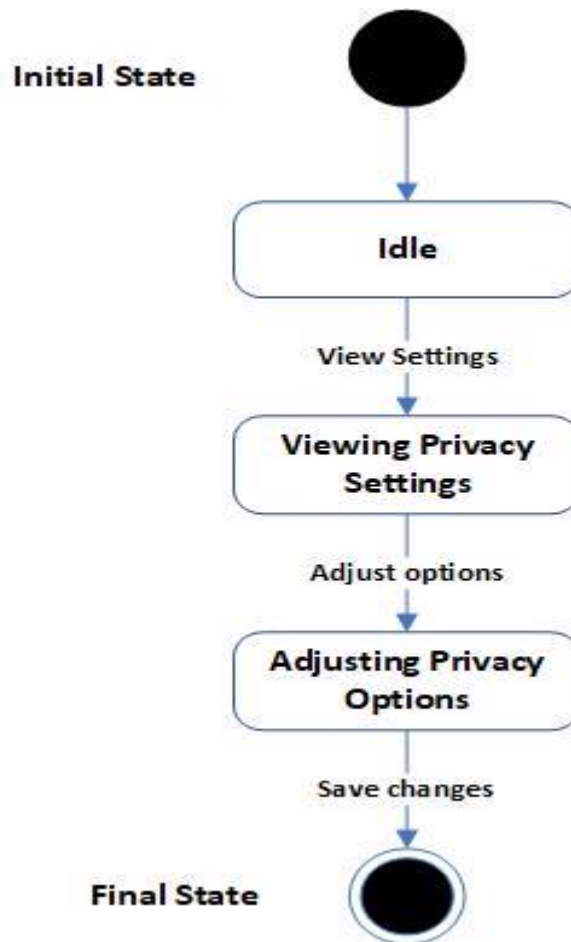 Initial State
Idle
View Settings
Viewing Privacy
Settings
Adjust options
Adjusting Privacy
Options
Save changes
Final State